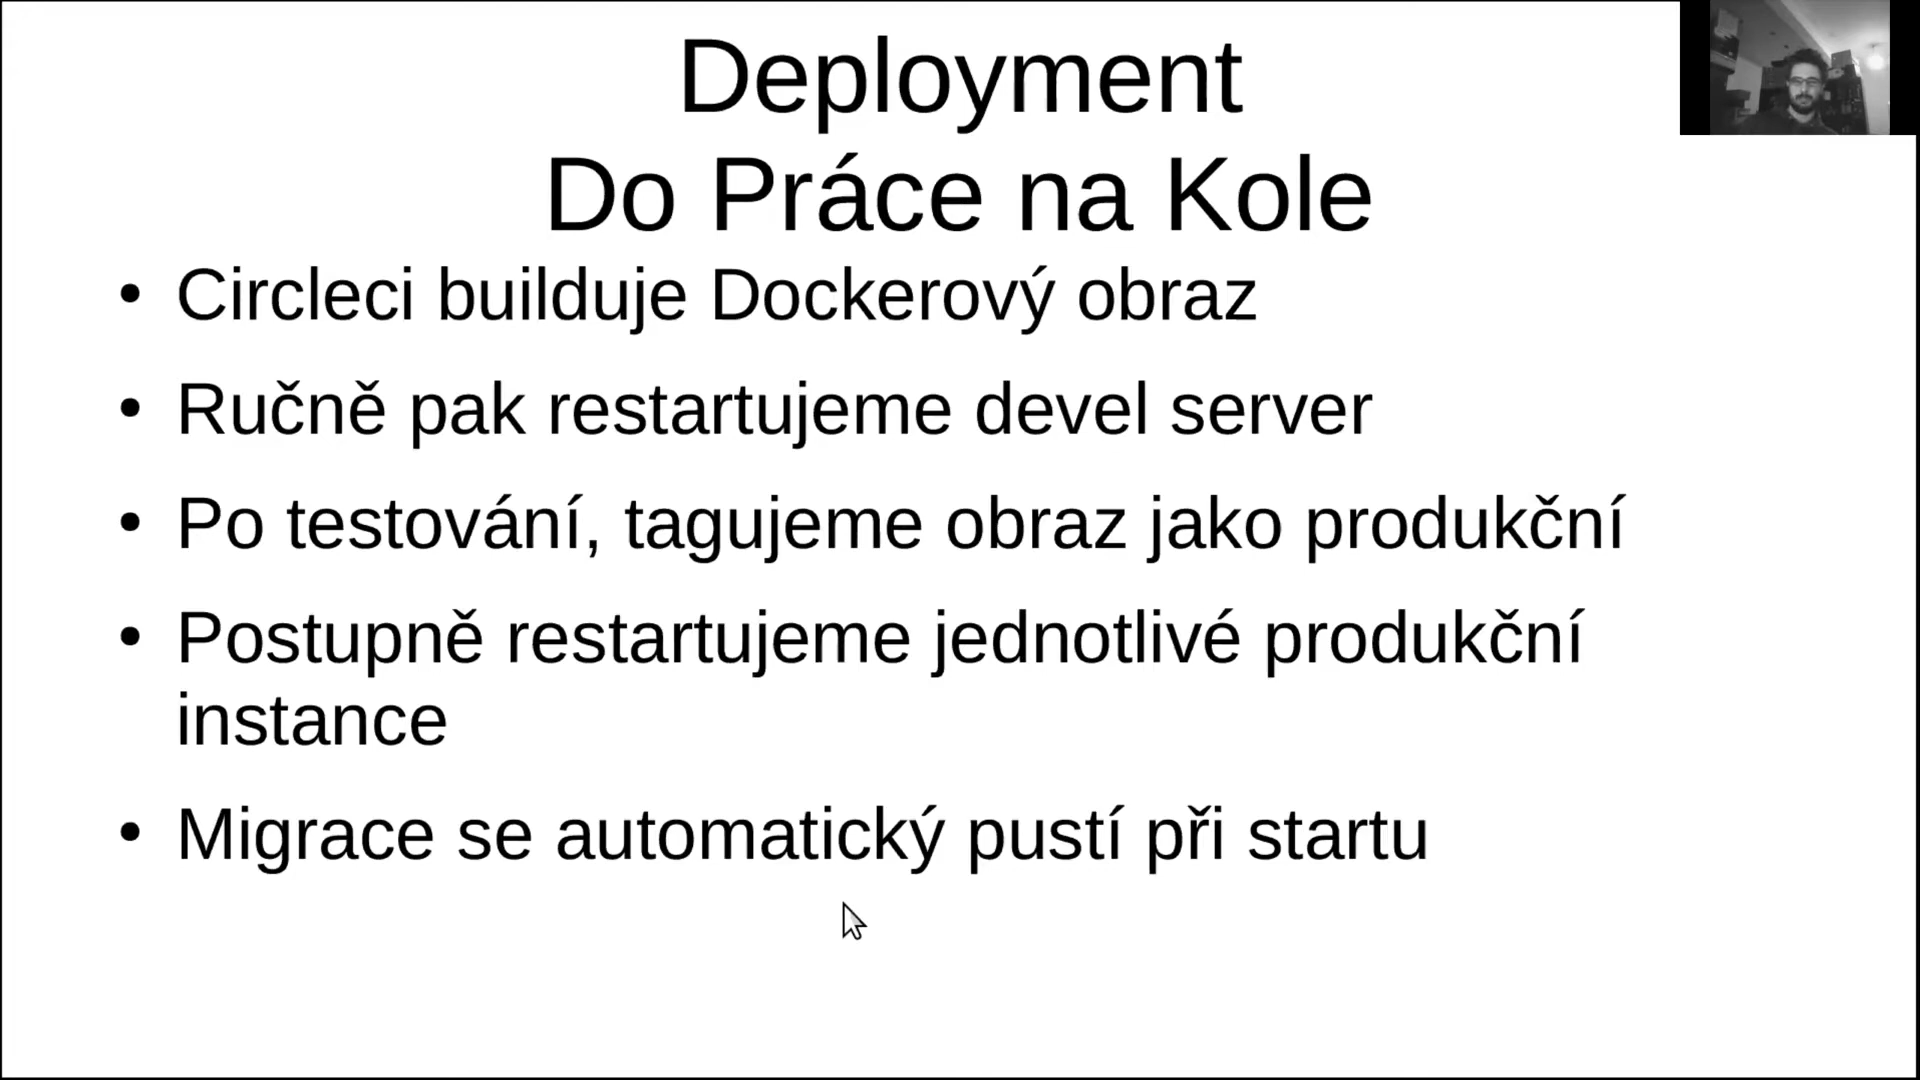 Deployment
Do Práce na Kole
• Circleci builduje Dockerový obraz
• Ručně pak restartujeme devel server
• Po testování, tagujeme obraz jako produkční
• Postupně restartujeme jednotlivé produkční
instance
• Migrace se automatický pustí při startu